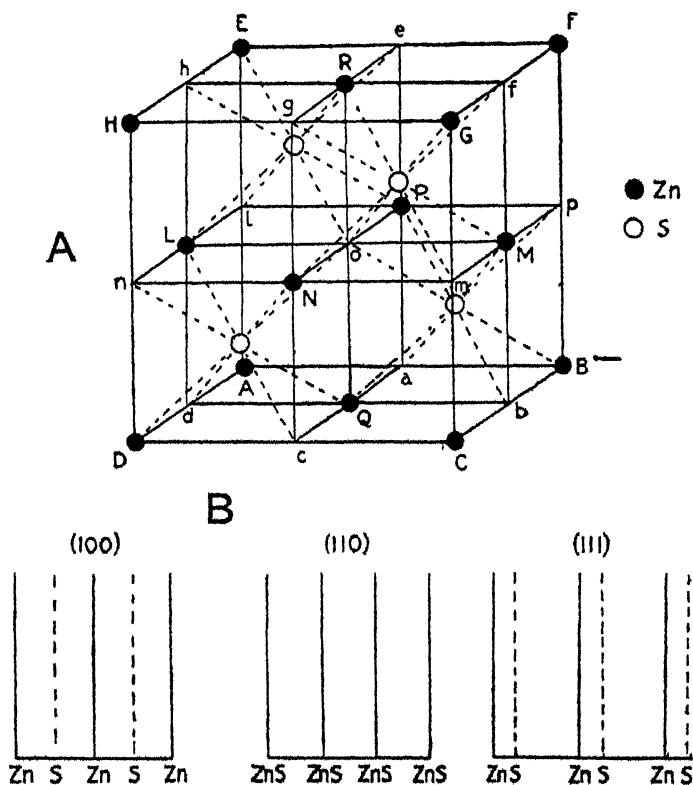 E e F
h R f
H g G
Zn
A L l P p S
n N o m M
A a B
d Q b
D c C
B
(100) (110) (111)
Zn S Zn S Zn ZnS ZnS ZnS ZnS ZnS Zn S Zn S